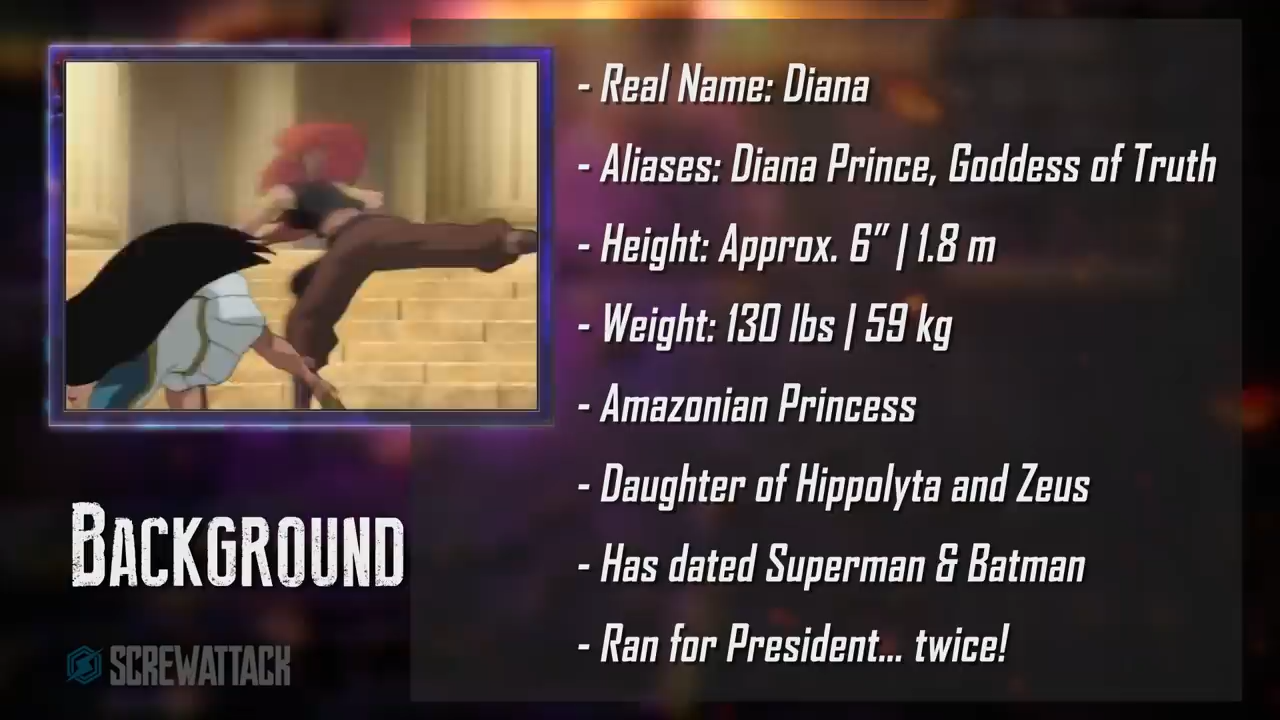 - Real Name: Diana
- Aliases: Diana Prince, Goddess of Truth
- Height: Approx. 6” | 1.8 m
- Weight: 130 lbs | 59 kg
- Amazonian Princess
- Daughter of Hippolyta and Zeus
- Has dated Superman & Batman
- Ran for President... twice!
BACKGROUND
SCREWATTACK